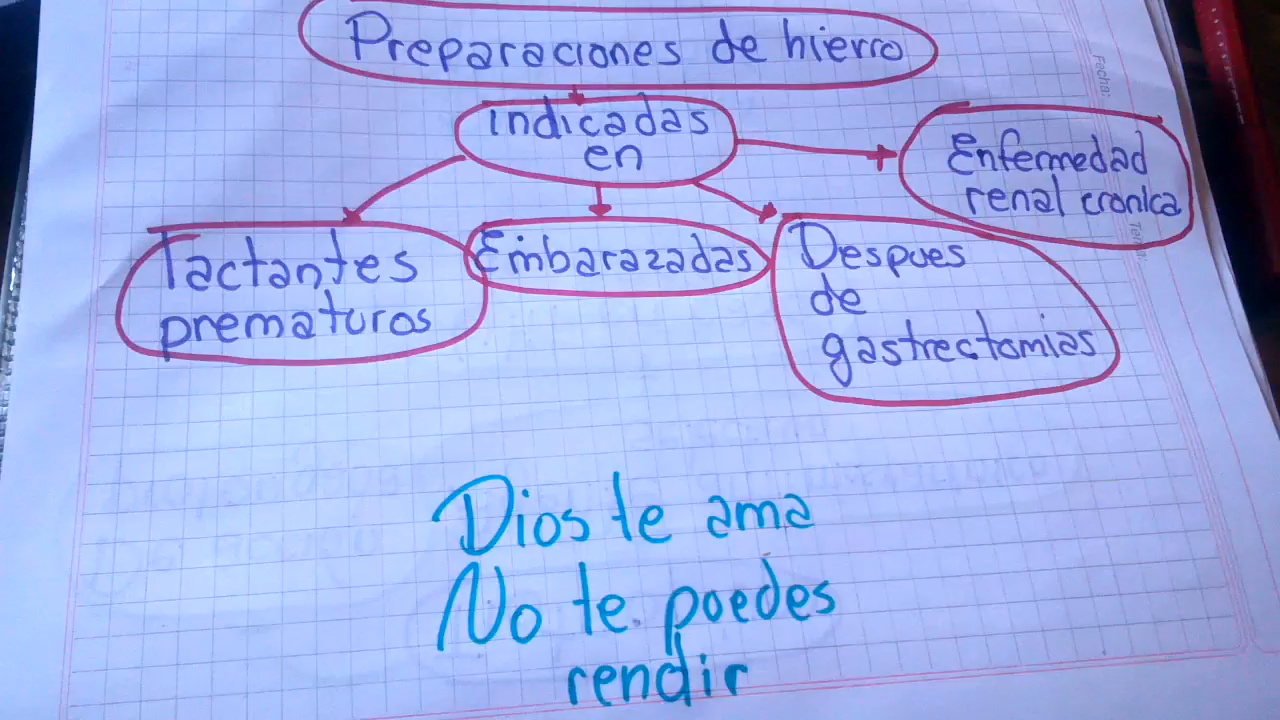 Preparaciones de hierro
indicadas
en
Enfermedad
renal cronica
Lactantes
prematuros
Embarazadas
Despues
de
gastrectomias
Dios te ama
No te puedes
rendir
Fecha: